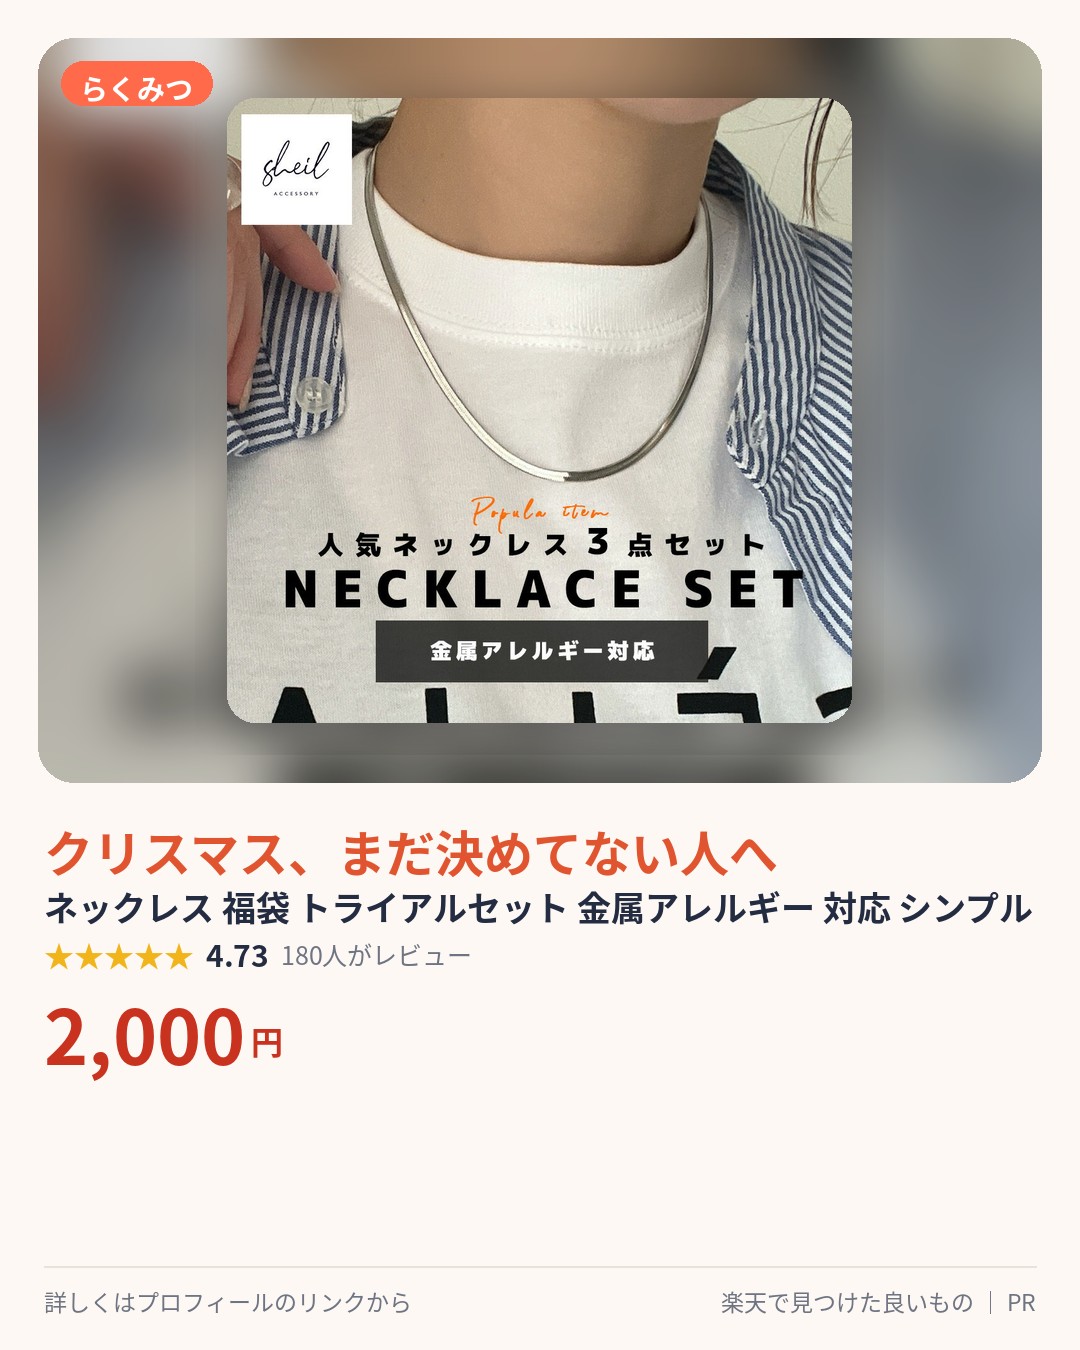 らくみつ
sheil
ACCESSORY
Popula item
人気ネックレス3点セット
NECKLACE SET
金属アレルギー対応
クリスマス、まだ決めてない人へ
ネックレス 福袋 トライアルセット 金属アレルギー 対応 シンプル
★★★★★ 4.73 180人がレビュー
2,000円
詳しくはプロフィールのリンクから
楽天で見つけた良いもの｜PR